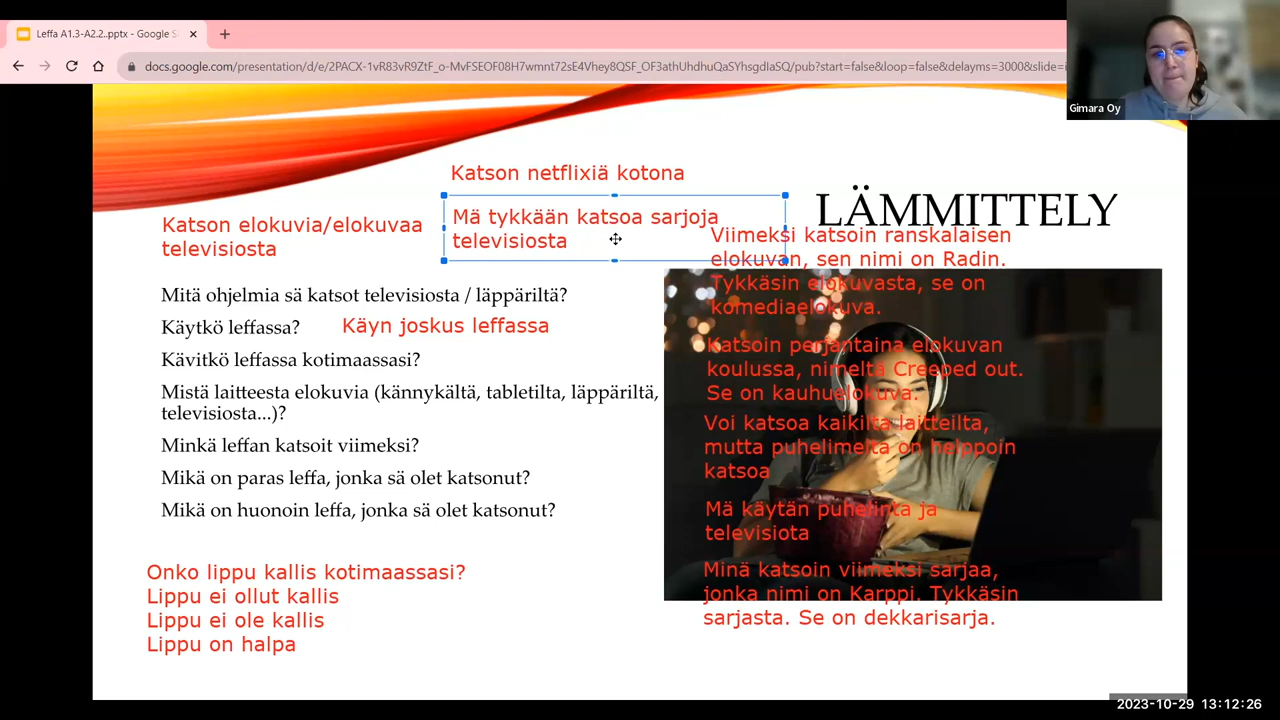 Leffa A1.3-A2.2..pptx - Google S
docs.google.com/presentation/d/e/2PACX-1vR83vR9ZtF_o-MvFSFOF08H7wmnt72sE4Vhey8QSF_OF3athUhdhuQaSYhsgdIaSQ/pub?start=false&loop=false&delayms=3000&slide=i
Gimara Oy
Katson netflixiä kotona
LÄMMITTELY
Katson elokuvia/elokuvaa
televisiosta
Mä tykkään katsoa sarjoja
televisiosta
Viimeksi katsoin ranskalaisen
elokuvan, sen nimi on Radin.
Tykkäsin elokuvasta, se on
komediaelokuva.
Mitä ohjelmia sä katsot televisiosta / läppäriltä?
Käytkö leffassa?
Käyn joskus leffassa
Kävitkö leffassa kotimaassasi?
Mistä laitteesta elokuvia (kännykältä, tabletilta, läppäriltä,
televisiosta...)?
Minkä leffan katsoit viimeksi?
Mikä on paras leffa, jonka sä olet katsonut?
Mikä on huonoin leffa, jonka sä olet katsonut?
Katsoin perjantaina elokuvan
koulussa, nimeltä Creeped out.
Se on kauhuelokuva.
Voi katsoa kaikilta laitteilta,
mutta puhelimelta on helppoin
katsoa
Mä käytän puhelinta ja
televisiota
Minä katsoin viimeksi sarjaa,
jonka nimi on Karppi. Tykkäsin
sarjasta. Se on dekkarisarja.
Onko lippu kallis kotimaassasi?
Lippu ei ollut kallis
Lippu ei ole kallis
Lippu on halpa
2023-10-29 13:12:26